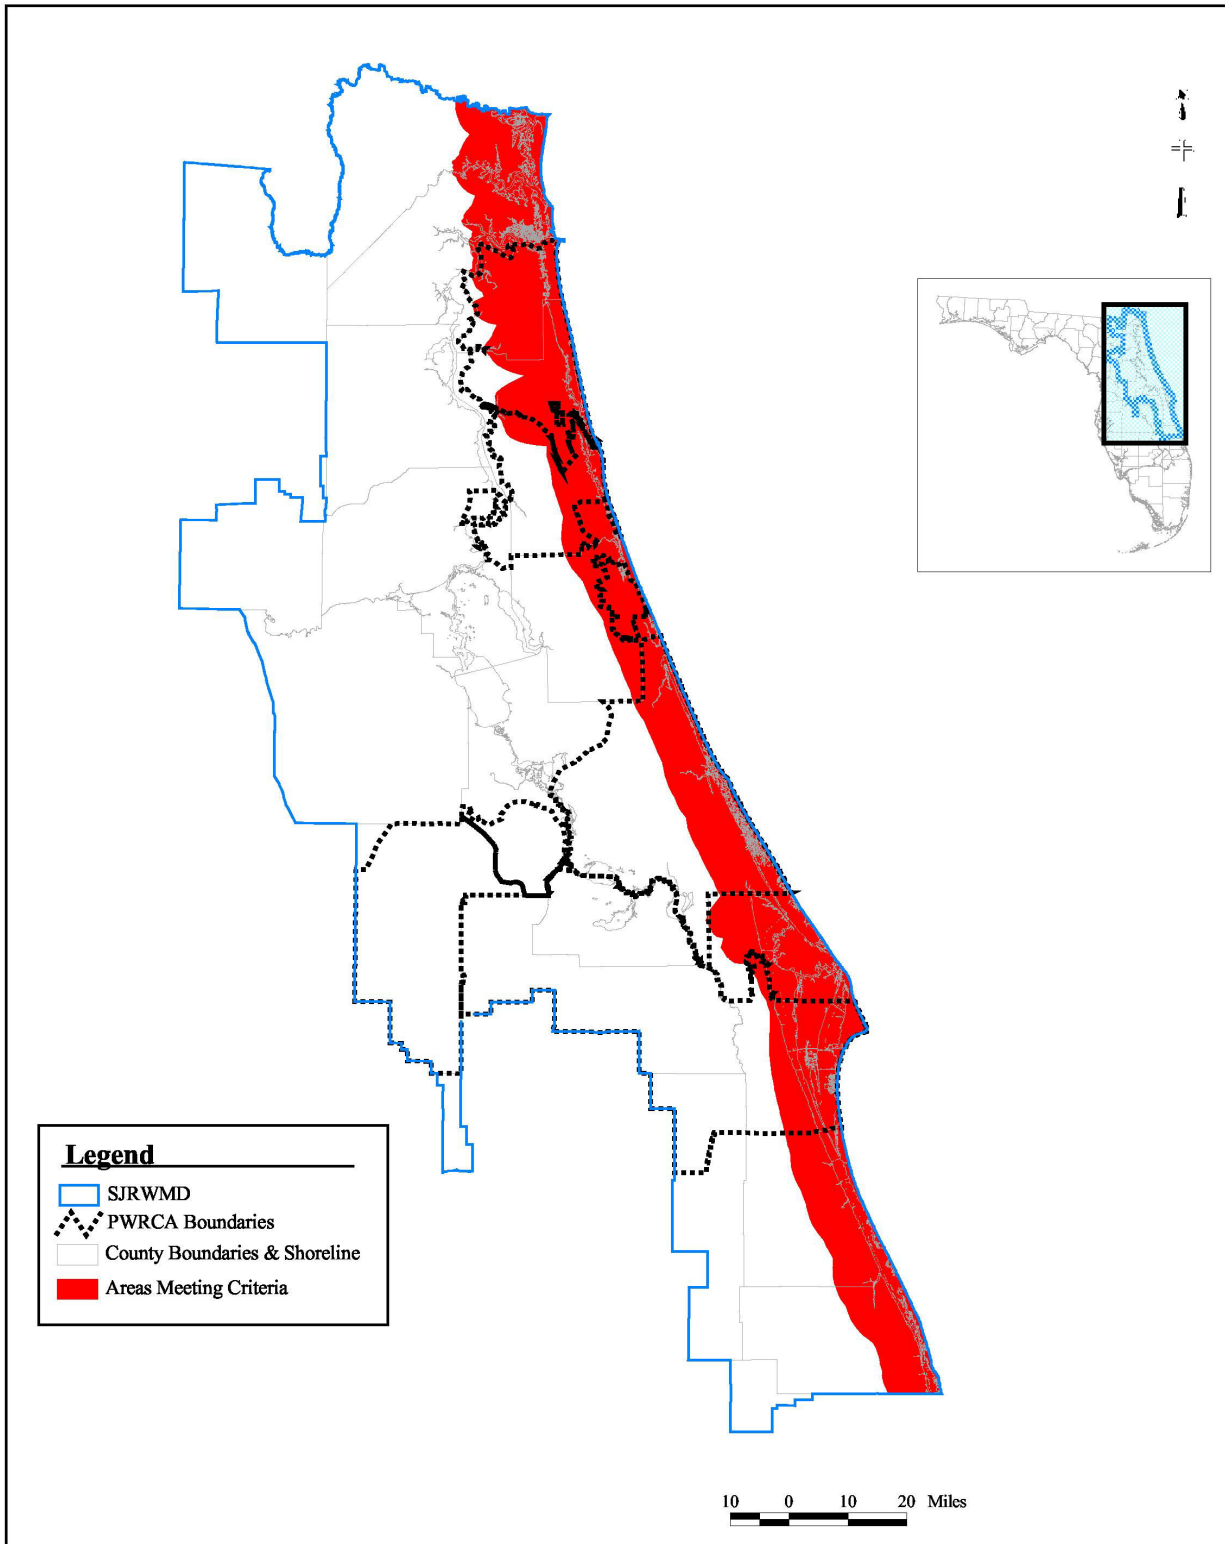 Legend
SJRWMD
PWRCA Boundaries
County Boundaries & Shoreline
Areas Meeting Criteria
10 0 10 20 Miles